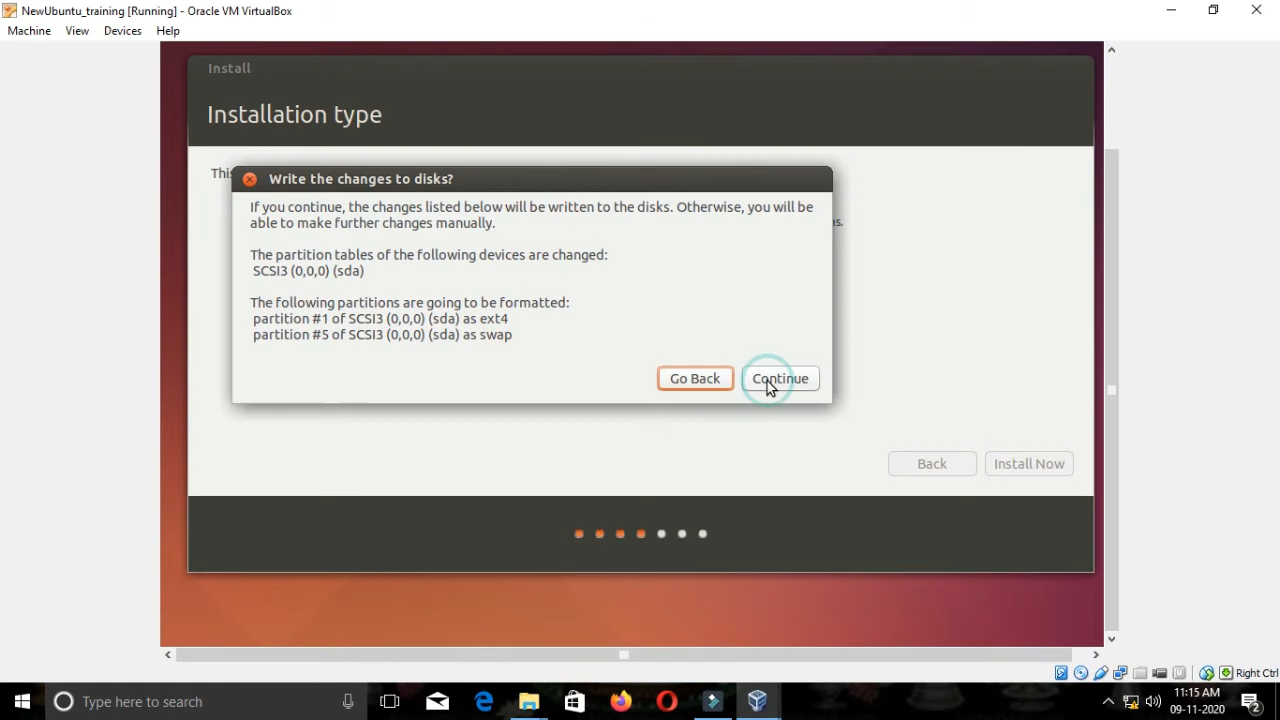 NewUbuntu_training [Running] - Oracle VM VirtualBox
Machine View Devices Help
Install
Installation type
This
Write the changes to disks?
If you continue, the changes listed below will be written to the disks. Otherwise, you will be
able to make further changes manually.
The partition tables of the following devices are changed:
SCSI3 (0,0,0) (sda)
The following partitions are going to be formatted:
partition #1 of SCSI3 (0,0,0) (sda) as ext4
partition #5 of SCSI3 (0,0,0) (sda) as swap
Go Back Continue
Back Install Now
Right Ctrl
Type here to search
11:15 AM
09-11-2020
2